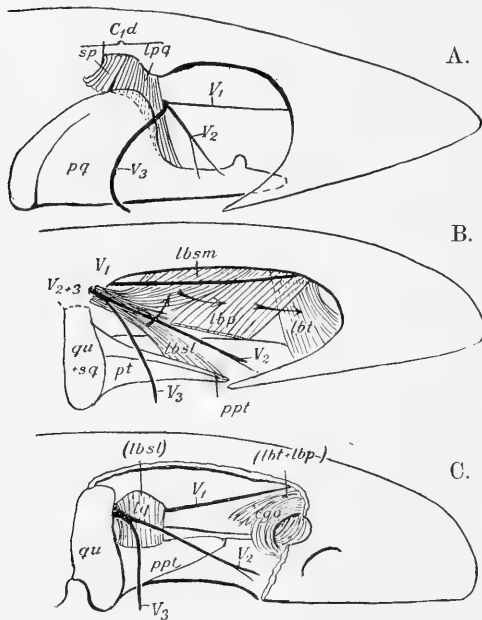 A.
C₁d
sp
lpq
V₁
V₂
pq
V₃
B.
V₁
lbsm
V₂₊₃
lbp
lbt
qu
+sq
lbsl
V₂
pt
V₃
ppt
C.
(lbsl)
(lbt+lbp)
V₁
qu
ppt
V₂
V₃